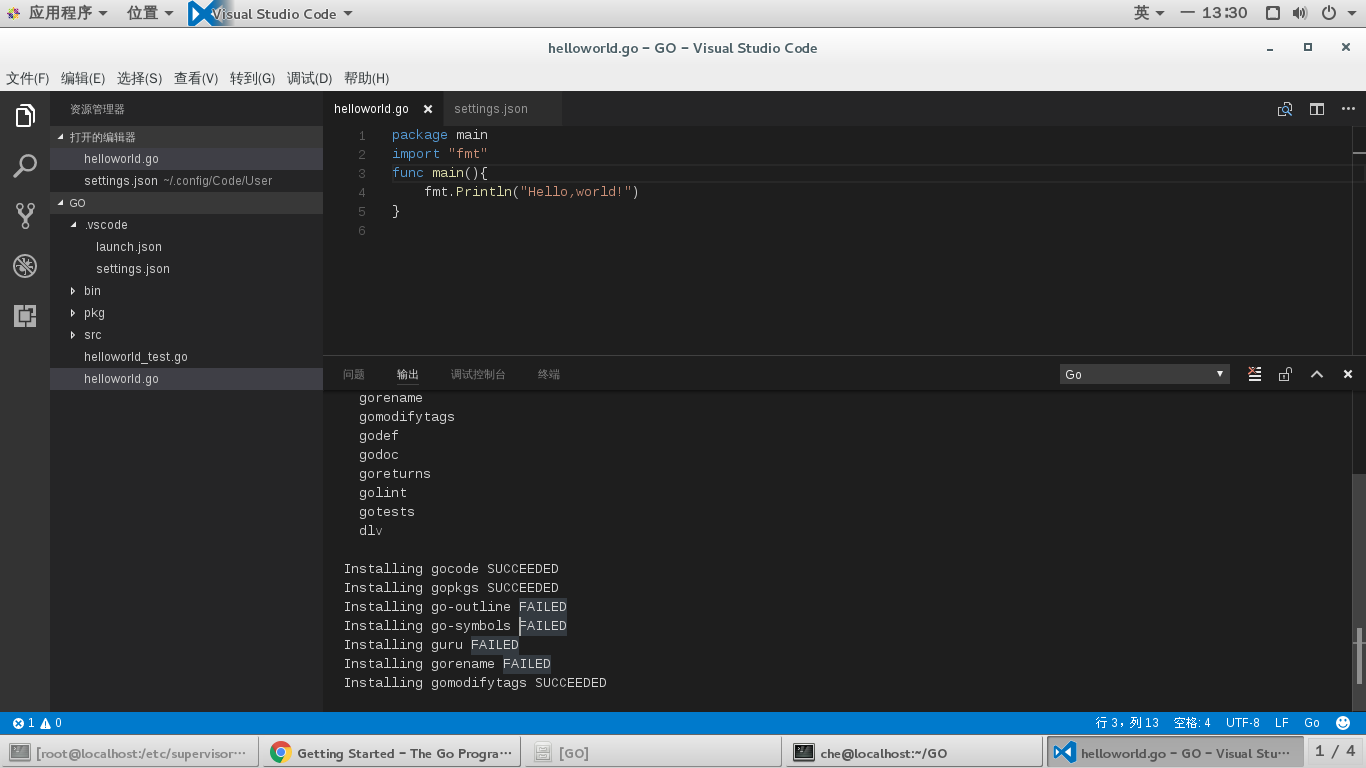 应用程序 位置 Visual Studio Code 英 一 13:30
helloworld.go - GO - Visual Studio Code
文件(F) 编辑(E) 选择(S) 查看(V) 转到(G) 调试(D) 帮助(H)
资源管理器
打开的编辑器
helloworld.go
settings.json ~/.config/Code/User
GO
.vscode
launch.json
settings.json
bin
pkg
src
helloworld_test.go
helloworld.go
helloworld.go settings.json
1 package main
2 import "fmt"
3 func main(){
4 fmt.Println("Hello,world!")
5 }
6
问题 输出 调试控制台 终端 Go
gorename
gomodifytags
godef
godoc
goreturns
golint
gotests
dlv
Installing gocode SUCCEEDED
Installing gopkgs SUCCEEDED
Installing go-outline FAILED
Installing go-symbols FAILED
Installing guru FAILED
Installing gorename FAILED
Installing gomodifytags SUCCEEDED
1 0 行 3，列 13 空格: 4 UTF-8 LF Go
[root@localhost:/etc/supervisor··· Getting Started - The Go Progra··· [GO] che@localhost:~/GO helloworld.go - GO - Visual Stu··· 1 / 4